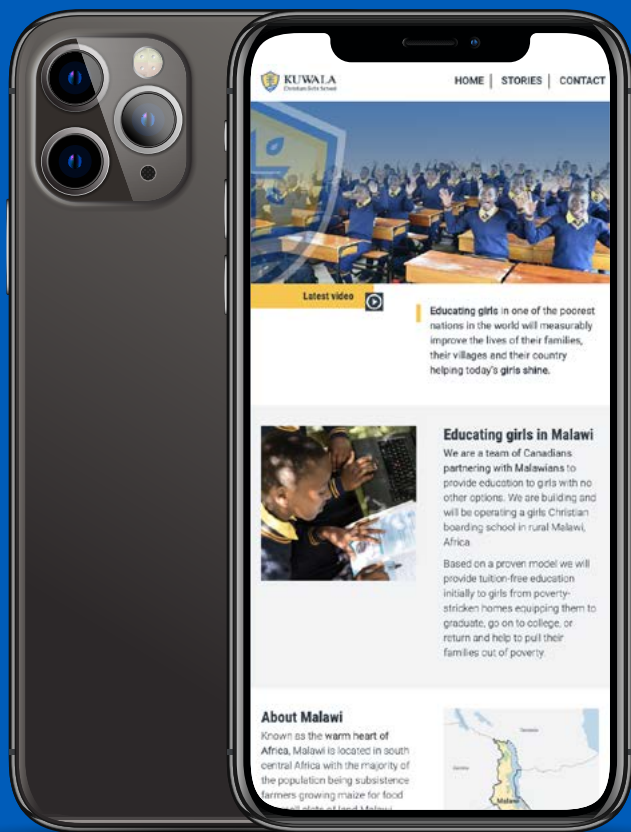 KUWALA
Christian Girls School
HOME | STORIES | CONTACT
Latest video
Educating girls in one of the poorest
nations in the world will measurably
improve the lives of their families,
their villages and their country
helping today's girls shine.
Educating girls in Malawi
We are a team of Canadians
partnering with Malawians to
provide education to girls with no
other options. We are building and
will be operating a girls Christian
boarding school in rural Malawi,
Africa.
Based on a proven model we will
provide tuition-free education
initially to girls from poverty-
stricken homes equipping them to
graduate, go on to college, or
return and help to pull their
families out of poverty.
About Malawi
Known as the warm heart of
Africa, Malawi is located in south
central Africa with the majority of
the population being subsistence
farmers growing maize for food
plots of land Malawi
Tanzania
Zambia
Malawi